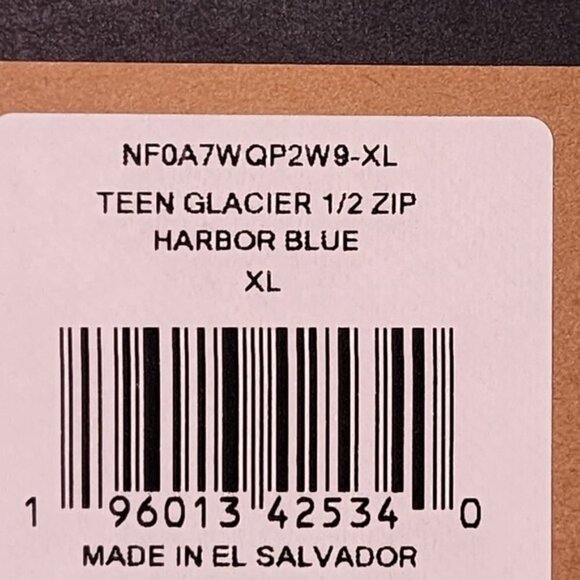 NF0A7WQP2W9-XL
TEEN GLACIER 1/2 ZIP
HARBOR BLUE
XL
1 96013 42534 0
MADE IN EL SALVADOR